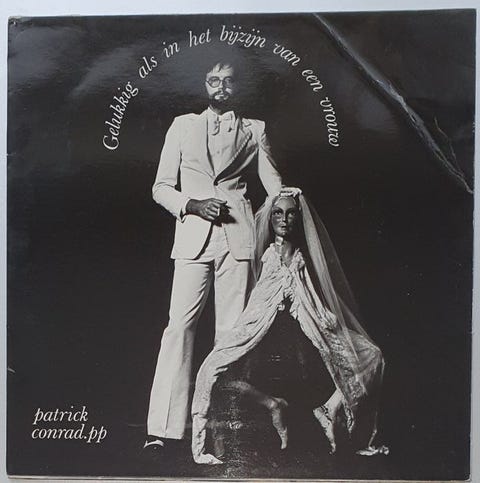 Gelukkig als in het bijzijn van een vrouw
patrick
conrad.pp